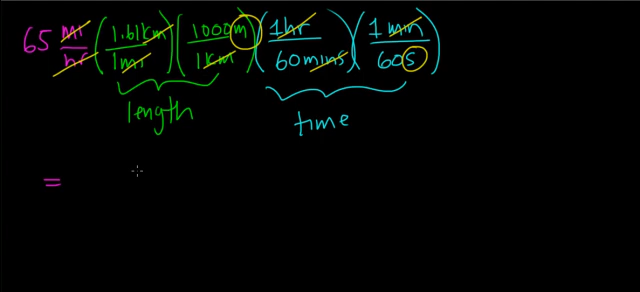 65 mi/hr (1.61km/1mi)(1000m/1km)(1hr/60mins)(1min/60s)
length time
=